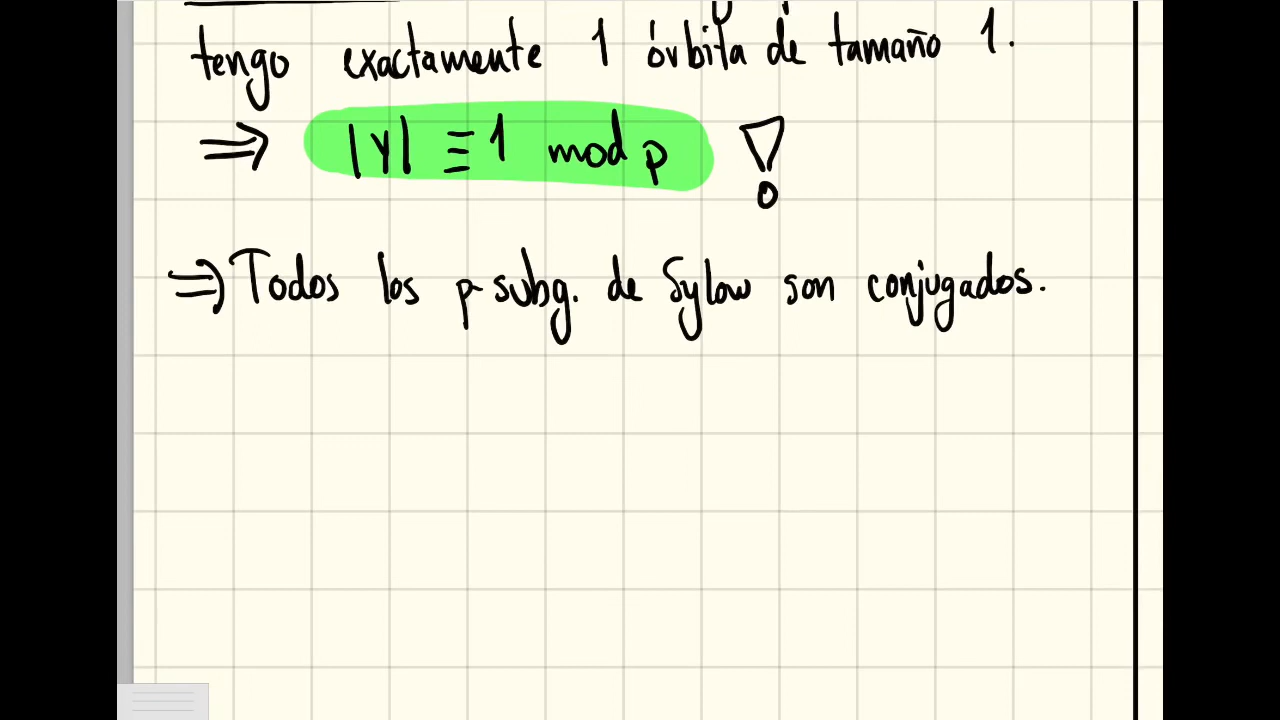 tengo exactamente 1 órbita de tamaño 1.
⇒ |Y| ≡ 1 mod p !
⇒ Todos los p-subg. de Sylow son conjugados.